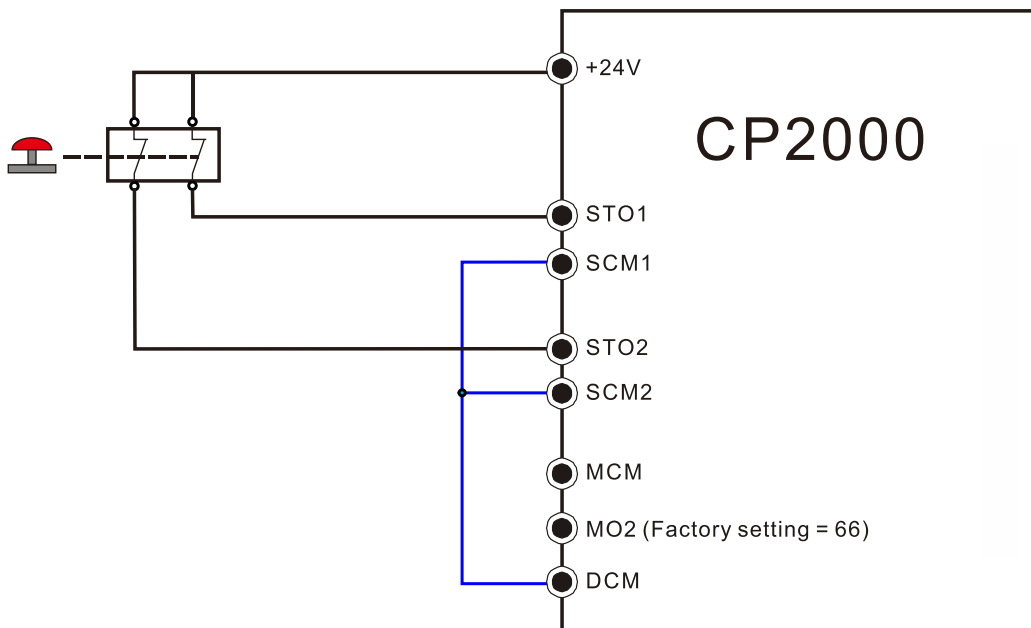 +24V
CP2000
STO1
SCM1
STO2
SCM2
MCM
MO2 (Factory setting = 66)
DCM